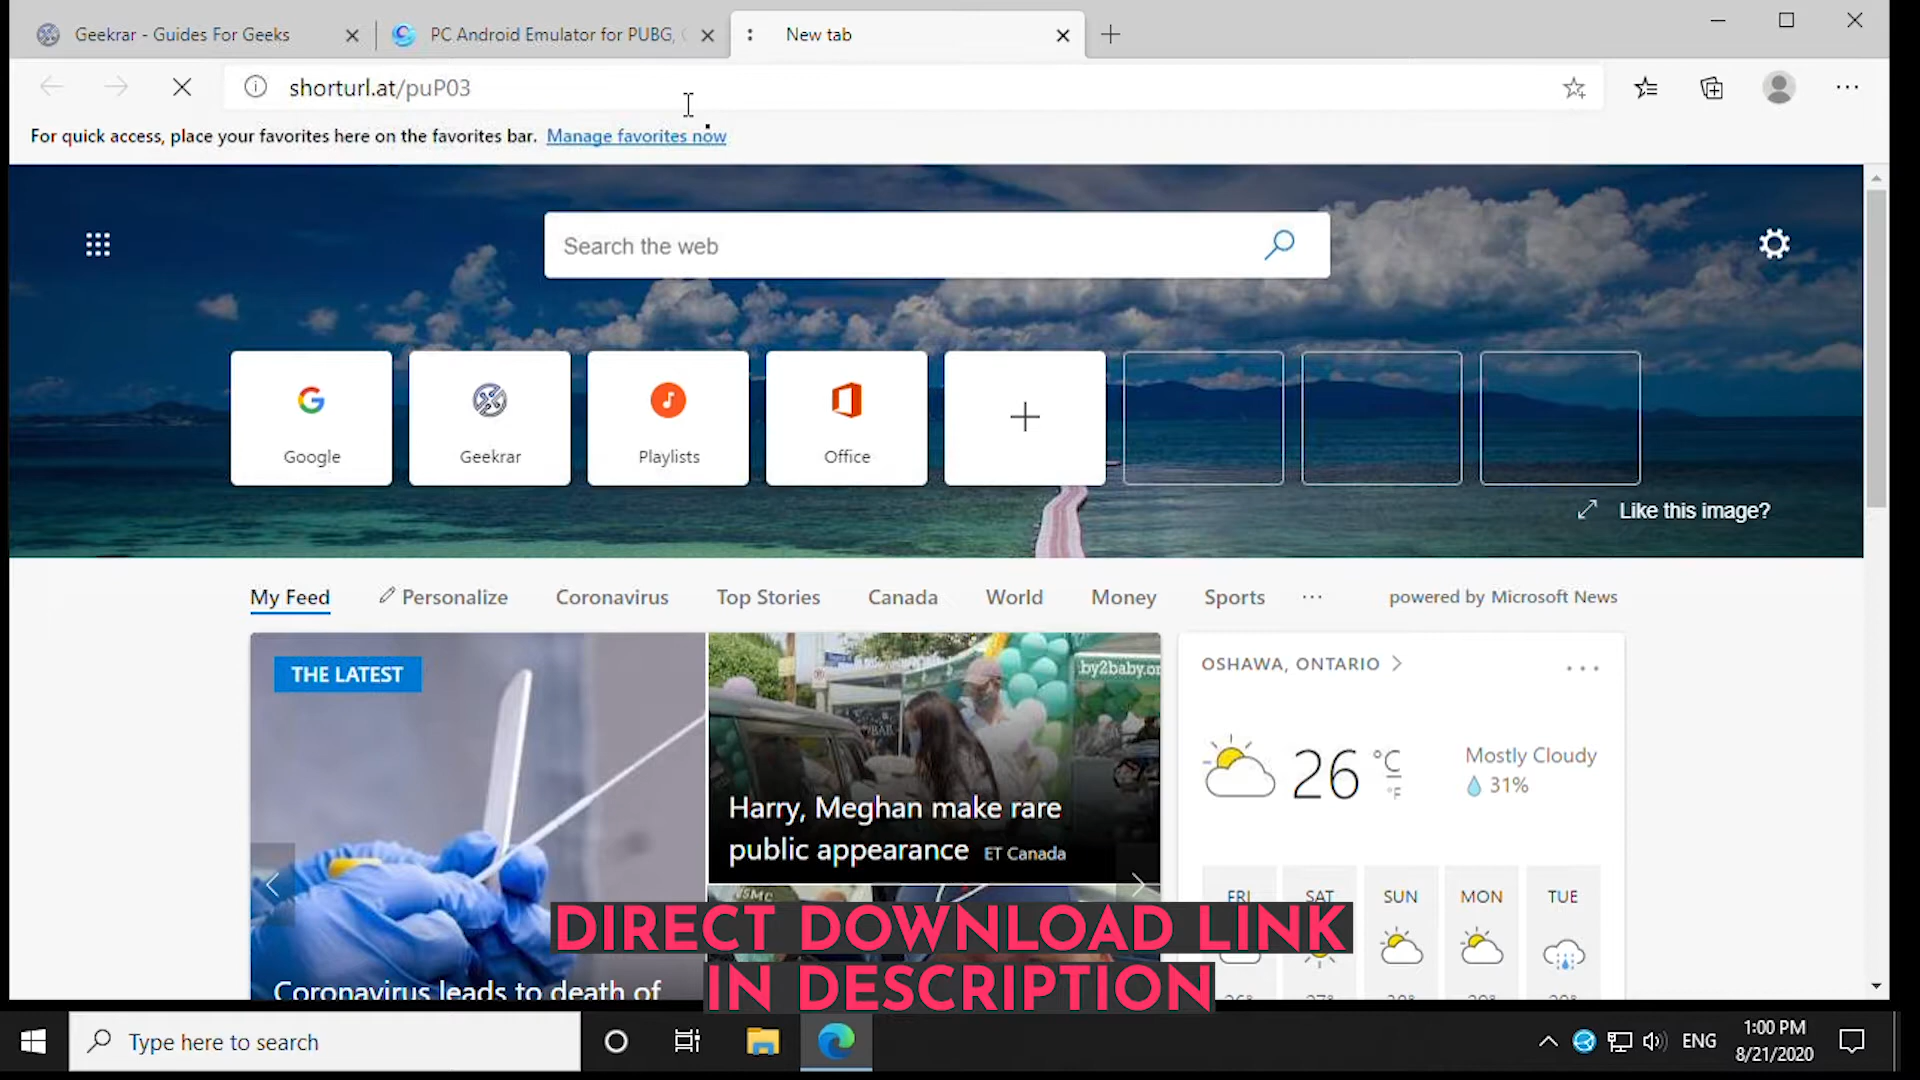 Geekrar - Guides For Geeks
PC Android Emulator for PUBG,
New tab
shorturl.at/puP03
For quick access, place your favorites here on the favorites bar. Manage favorites now
Search the web
Google
Geekrar
Playlists
Office
Like this image?
My Feed
Personalize
Coronavirus
Top Stories
Canada
World
Money
Sports
powered by Microsoft News
THE LATEST
by2baby.or
Harry, Meghan make rare
public appearance ET Canada
Coronavirus leads to death of
OSHAWA, ONTARIO
26 °C
°F
Mostly Cloudy
31%
FRI
SAT
SUN
MON
TUE
DIRECT DOWNLOAD LINK
IN DESCRIPTION
Type here to search
ENG
1:00 PM
8/21/2020